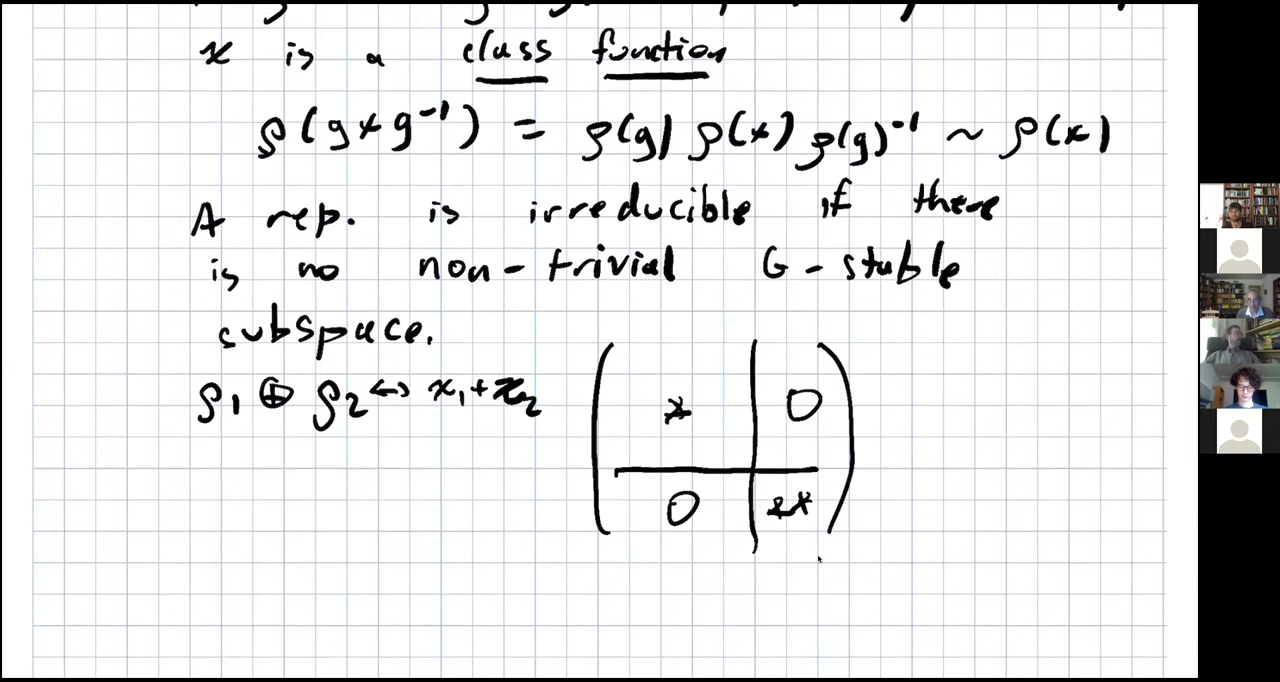 χ is a class function
ρ(g x g⁻¹) = ρ(g) ρ(x) ρ(g)⁻¹ ~ ρ(x)
A rep. is irreducible if there
is no non-trivial G-stable
subspace.
ρ₁ ⊕ ρ₂ ↔ χ₁ + χ₂
* 0
0 **